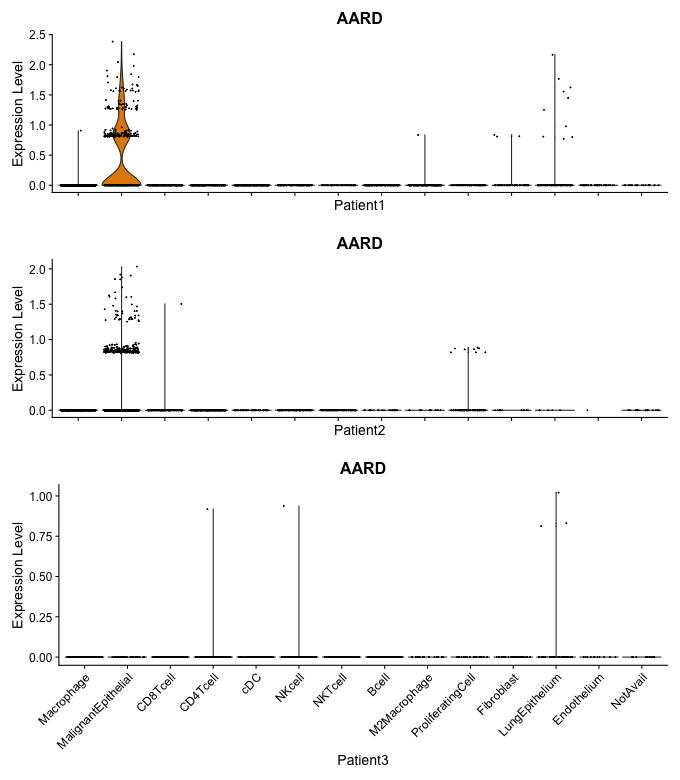 AARD
Expression Level
2.5
2.0
1.5
1.0
0.5
0.0
Patient1
AARD
Expression Level
2.0
1.5
1.0
0.5
0.0
Patient2
AARD
Expression Level
1.00
0.75
0.50
0.25
0.00
Macrophage
MalignantEpithelial
CD8Tcell
CD4Tcell
cDC
NKcell
NKTcell
Bcell
M2Macrophage
ProliferatingCell
Fibroblast
LungEpithelium
Endothelium
NotAvail
Patient3